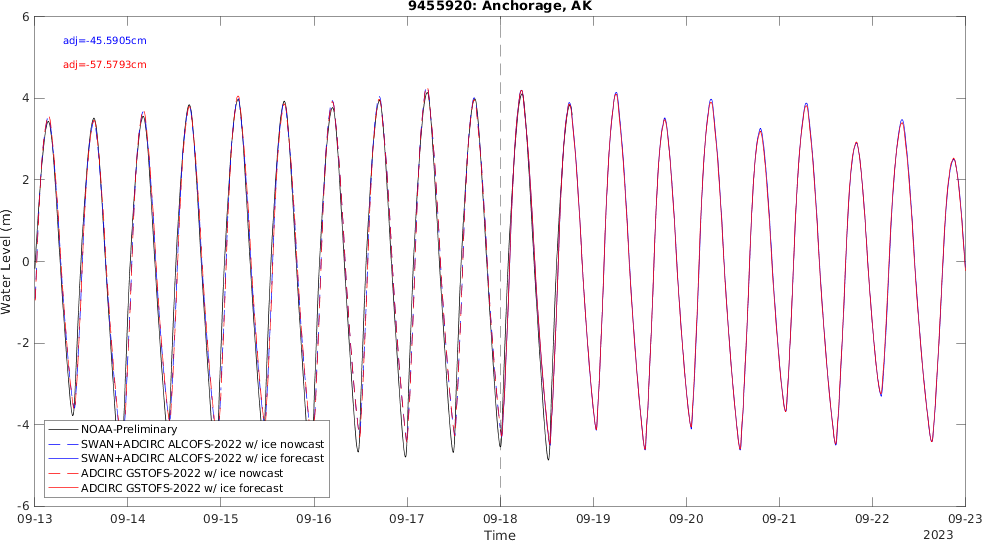 9455920: Anchorage, AK
adj=-45.5905cm
adj=-57.5793cm
6
4
2
0
-2
-4
-6
Water Level (m)
NOAA-Preliminary
SWAN+ADCIRC ALCOFS-2022 w/ ice nowcast
SWAN+ADCIRC ALCOFS-2022 w/ ice forecast
ADCIRC GSTOFS-2022 w/ ice nowcast
ADCIRC GSTOFS-2022 w/ ice forecast
09-13 09-14 09-15 09-16 09-17 09-18 09-19 09-20 09-21 09-22 09-23
Time
2023